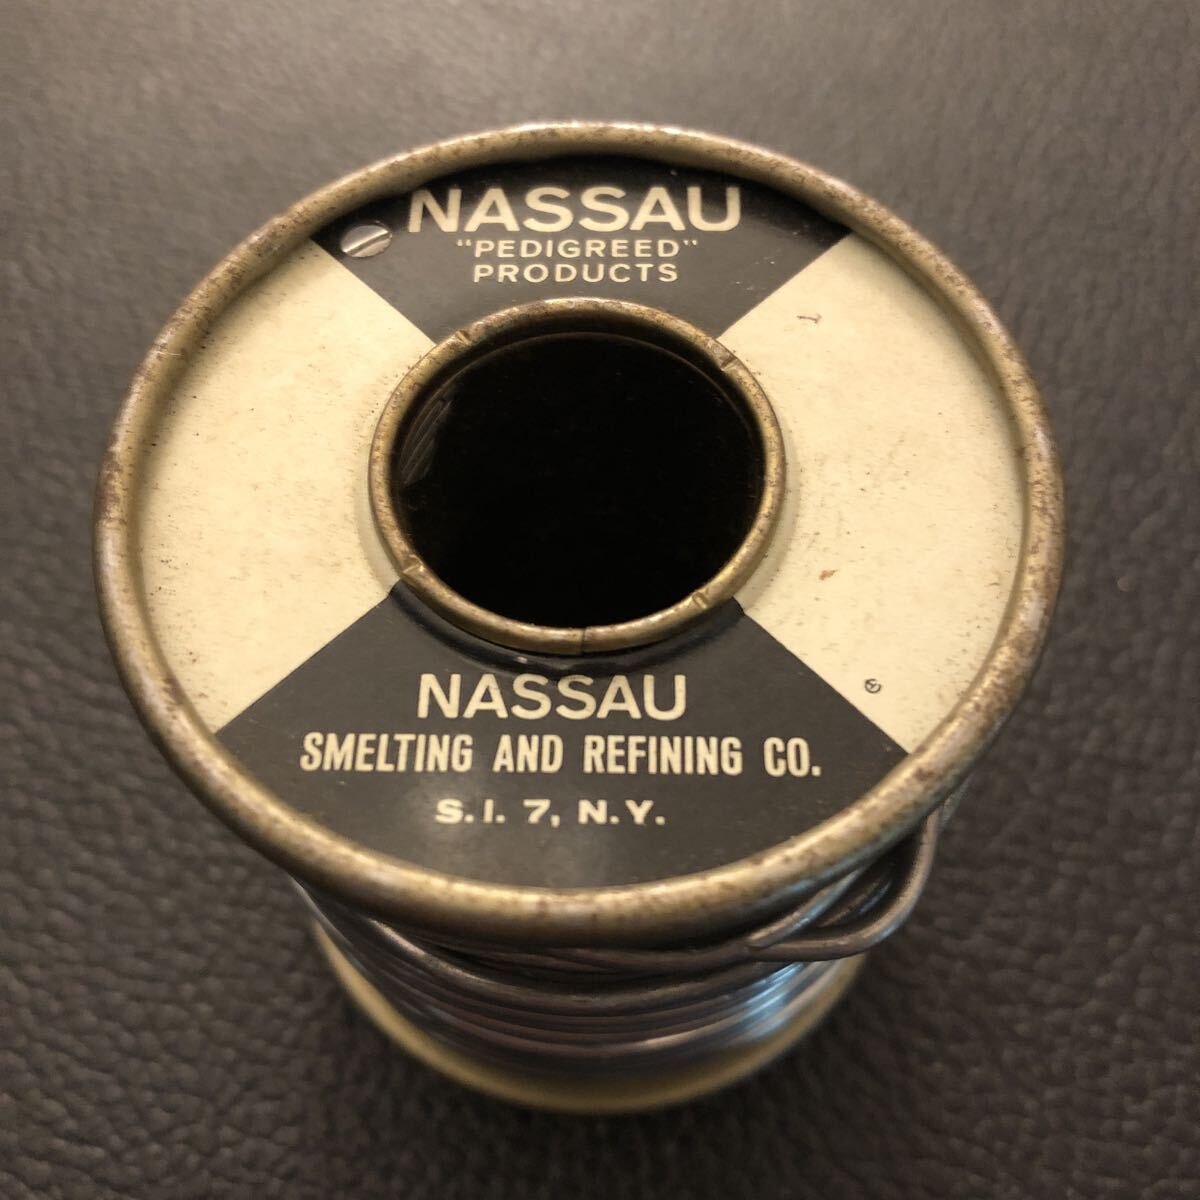 NASSAU
"PEDIGREED"
PRODUCTS
NASSAU
SMELTING AND REFINING CO.
S.I. 7, N.Y.